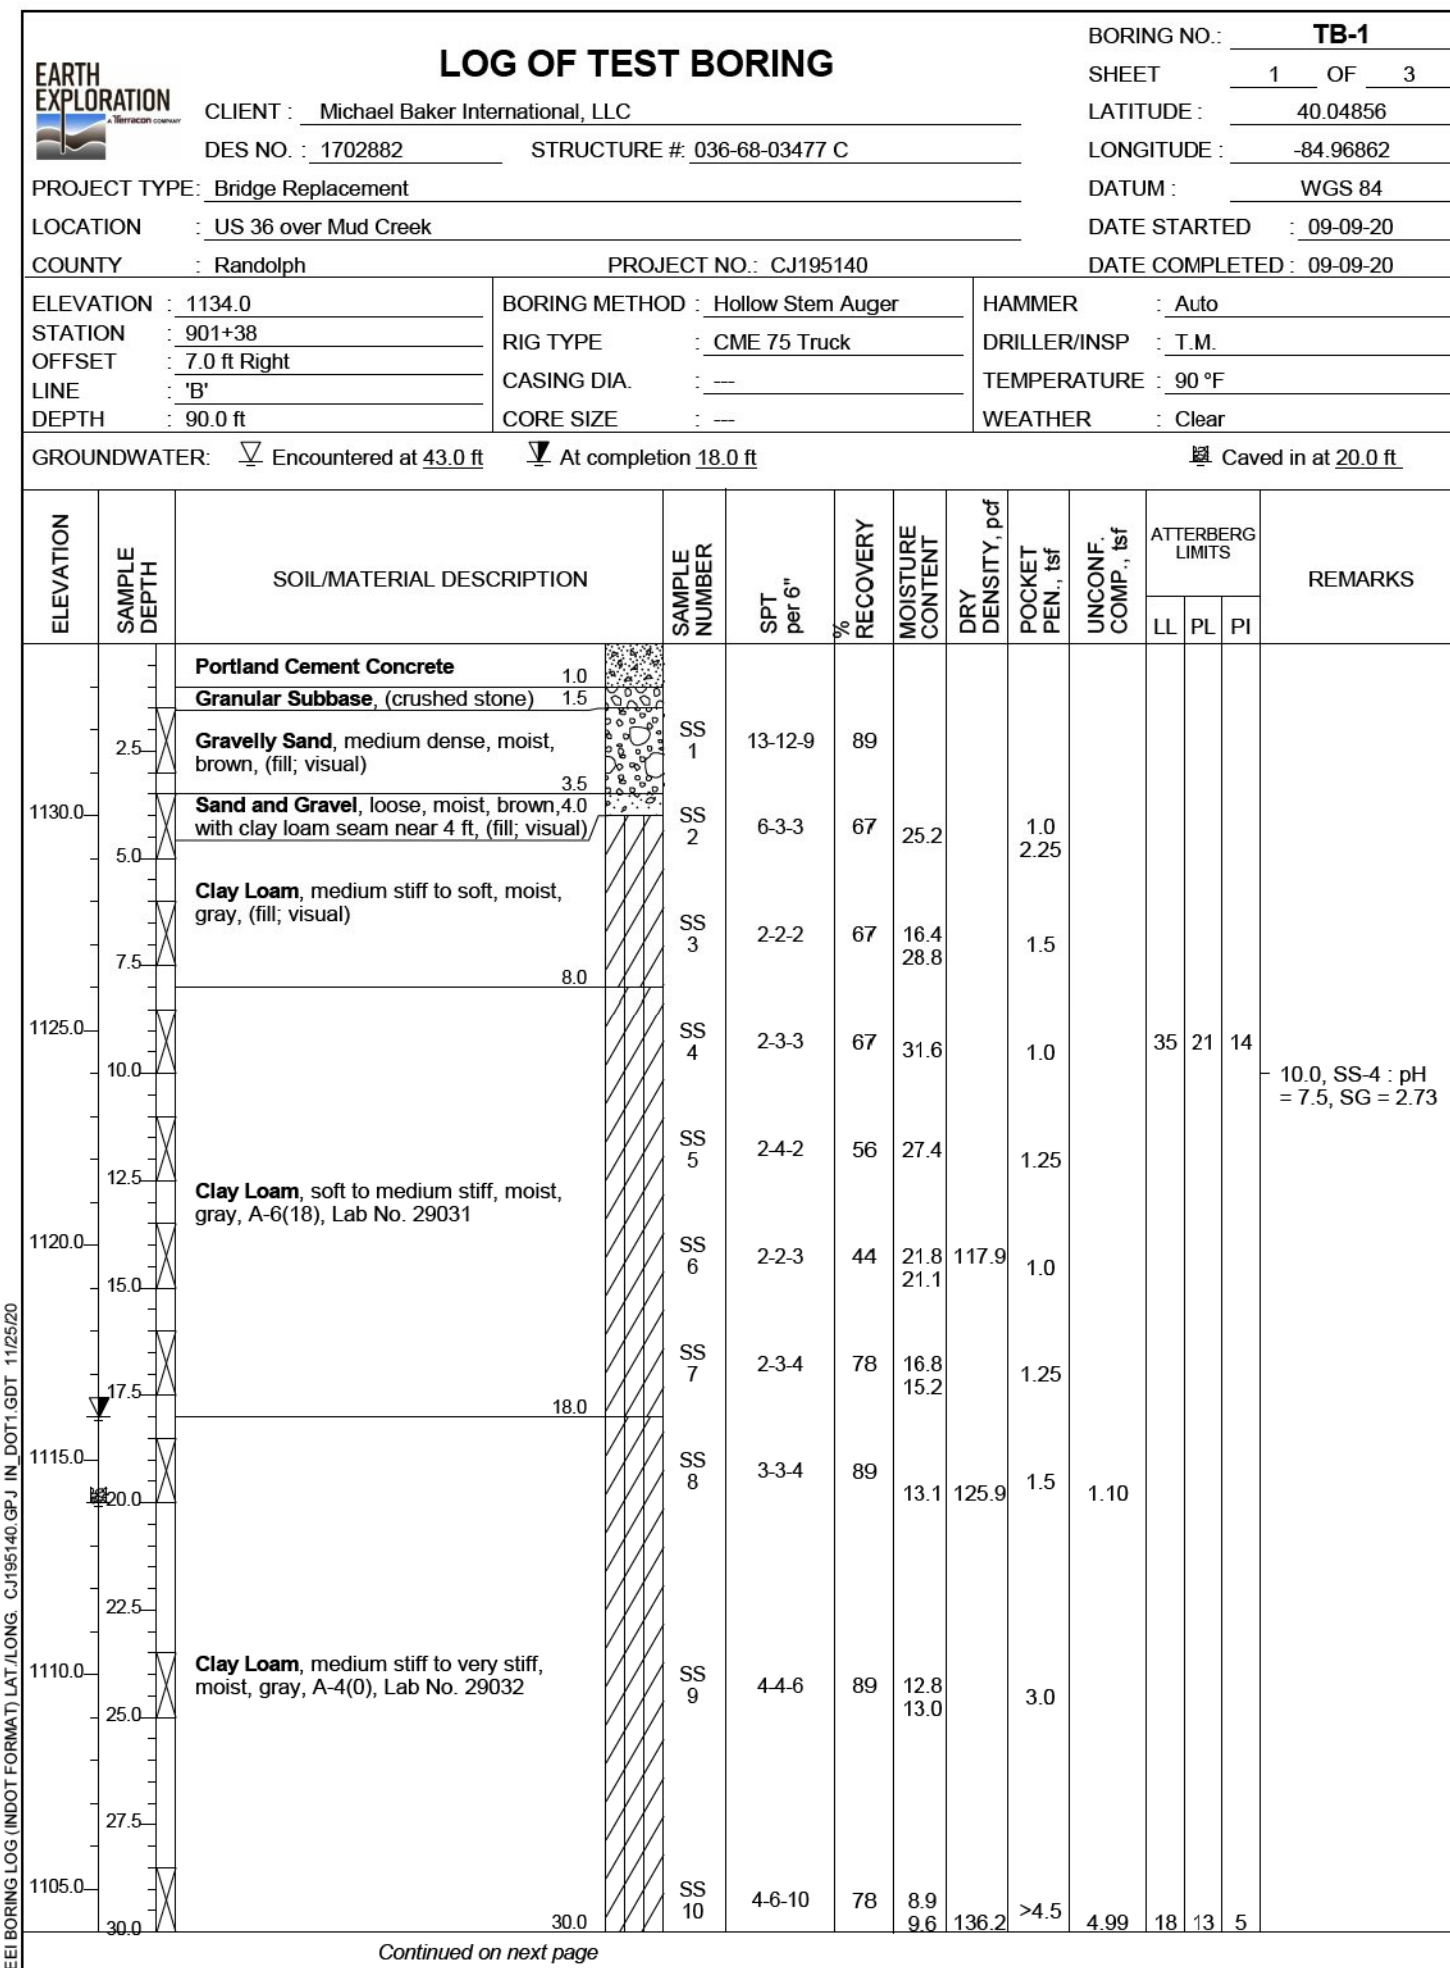 EARTH
EXPLORATION
A Terracon COMPANY
LOG OF TEST BORING
BORING NO.: TB-1
SHEET 1 OF 3
CLIENT : Michael Baker International, LLC
LATITUDE : 40.04856
DES NO. : 1702882 STRUCTURE #: 036-68-03477 C
LONGITUDE : -84.96862
PROJECT TYPE: Bridge Replacement
DATUM : WGS 84
LOCATION : US 36 over Mud Creek
DATE STARTED : 09-09-20
COUNTY : Randolph PROJECT NO.: CJ195140
DATE COMPLETED : 09-09-20
ELEVATION : 1134.0
STATION : 901+38
OFFSET : 7.0 ft Right
LINE : 'B'
DEPTH : 90.0 ft
BORING METHOD : Hollow Stem Auger
RIG TYPE : CME 75 Truck
CASING DIA. : ---
CORE SIZE : ---
HAMMER : Auto
DRILLER/INSP : T.M.
TEMPERATURE : 90 °F
WEATHER : Clear
GROUNDWATER: Encountered at 43.0 ft At completion 18.0 ft Caved in at 20.0 ft
ELEVATION
SAMPLE
DEPTH
SOIL/MATERIAL DESCRIPTION
SAMPLE
NUMBER
SPT
per 6"
%
RECOVERY
MOISTURE
CONTENT
DRY
DENSITY, pcf
POCKET
PEN., tsf
UNCONF.
COMP., tsf
ATTERBERG
LIMITS
LL PL PI
REMARKS
Portland Cement Concrete 1.0
Granular Subbase, (crushed stone) 1.5
2.5
Gravelly Sand, medium dense, moist,
brown, (fill; visual)
3.5
SS
1
13-12-9 89
1130.0
Sand and Gravel, loose, moist, brown, 4.0
with clay loam seam near 4 ft, (fill; visual)
SS
2
6-3-3 67 25.2 1.0
2.25
5.0
Clay Loam, medium stiff to soft, moist,
gray, (fill; visual)
SS
3
2-2-2 67 16.4
28.8
1.5
7.5
8.0
1125.0
SS
4
2-3-3 67 31.6 1.0 35 21 14
10.0
10.0, SS-4 : pH
= 7.5, SG = 2.73
SS
5
2-4-2 56 27.4 1.25
12.5
Clay Loam, soft to medium stiff, moist,
gray, A-6(18), Lab No. 29031
1120.0
SS
6
2-2-3 44 21.8 117.9 1.0
21.1
15.0
SS
7
2-3-4 78 16.8 1.25
15.2
17.5
18.0
1115.0
SS
8
3-3-4 89 13.1 125.9 1.5 1.10
20.0
22.5
1110.0
Clay Loam, medium stiff to very stiff,
moist, gray, A-4(0), Lab No. 29032
SS
9
4-4-6 89 12.8 3.0
13.0
25.0
27.5
1105.0
SS
10
4-6-10 78 8.9 >4.5
30.0 30.0 9.6 136.2 4.99 18 13 5
Continued on next page
EEI BORING LOG (INDOT FORMAT) LAT./LONG. CJ195140.GPJ IN_DOT1.GDT 11/25/20